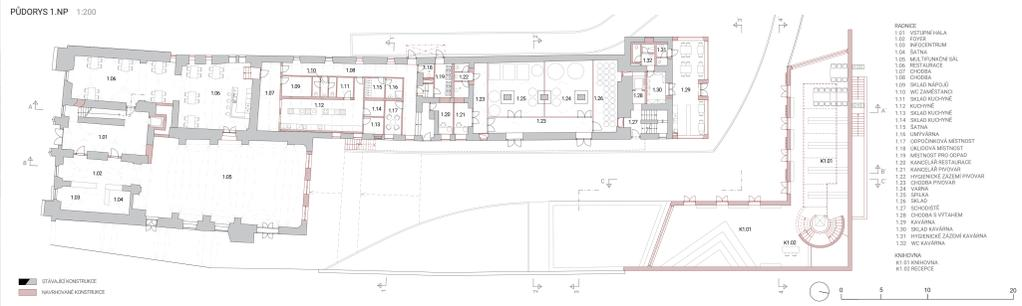 PŮDORYS 1.NP 1:200
RADNICE
1.01 VSTUPNÍ HALA
1.02 FOYER
1.03 INFOCENTRUM
1.04 ŠATNA
1.05 MULTIFUNKČNÍ SÁL
1.06 RESTAURACE
1.07 CHODBA
1.08 CHODBA
1.09 SKLAD NÁPOJŮ
1.10 WC ZAMĚSTNANCI
1.11 SKLAD KUCHYNĚ
1.12 KUCHYNĚ
1.13 SKLAD KUCHYNĚ
1.14 SKLAD KUCHYNĚ
1.15 ŠATNA
1.16 UMÝVÁRNA
1.17 ODPOČINKOVÁ MÍSTNOST
1.18 ÚKLIDOVÁ MÍSTNOST
1.19 MÍSTNOST PRO ODPAD
1.20 KANCELÁŘ RESTAURACE
1.21 KANCELÁŘ PIVOVAR
1.22 HYGIENICKÉ ZÁZEMÍ PIVOVAR
1.23 CHODBA PIVOVAR
1.24 VARNA
1.25 SPILKA
1.26 SKLAD
1.27 SCHODIŠTĚ
1.28 CHODBA S VÝTAHEM
1.29 KAVÁRNA
1.30 SKLAD KAVÁRNA
1.31 HYGIENICKÉ ZÁZEMÍ KAVÁRNA
1.32 WC KAVÁRNA
KNIHOVNA
K1.01 KNIHOVNA
K1.02 RECEPCE
1.06
1.06
1.07
1.10
1.08
1.09
1.11
1.15
1.16
1.12
1.14
1.17
1.13
1.18
1.19
1.22
1.20
1.21
1.23
1.25
1.24
1.26
1.23
1.32
1.31
1.28
1.30
1.27
1.29
1.01
1.02
1.03
1.04
1.05
K1.01
K1.01
K1.02
A
A'
B
B'
C
C'
STÁVAJÍCÍ KONSTRUKCE
NAVRHOVANÉ KONSTRUKCE
0 5 10 20